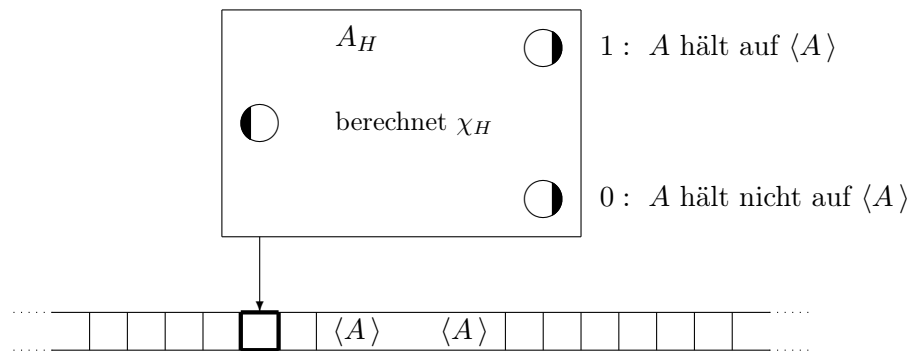 A_H
1 : A hält auf ⟨A⟩
berechnet χ_H
0 : A hält nicht auf ⟨A⟩
⟨A⟩ ⟨A⟩